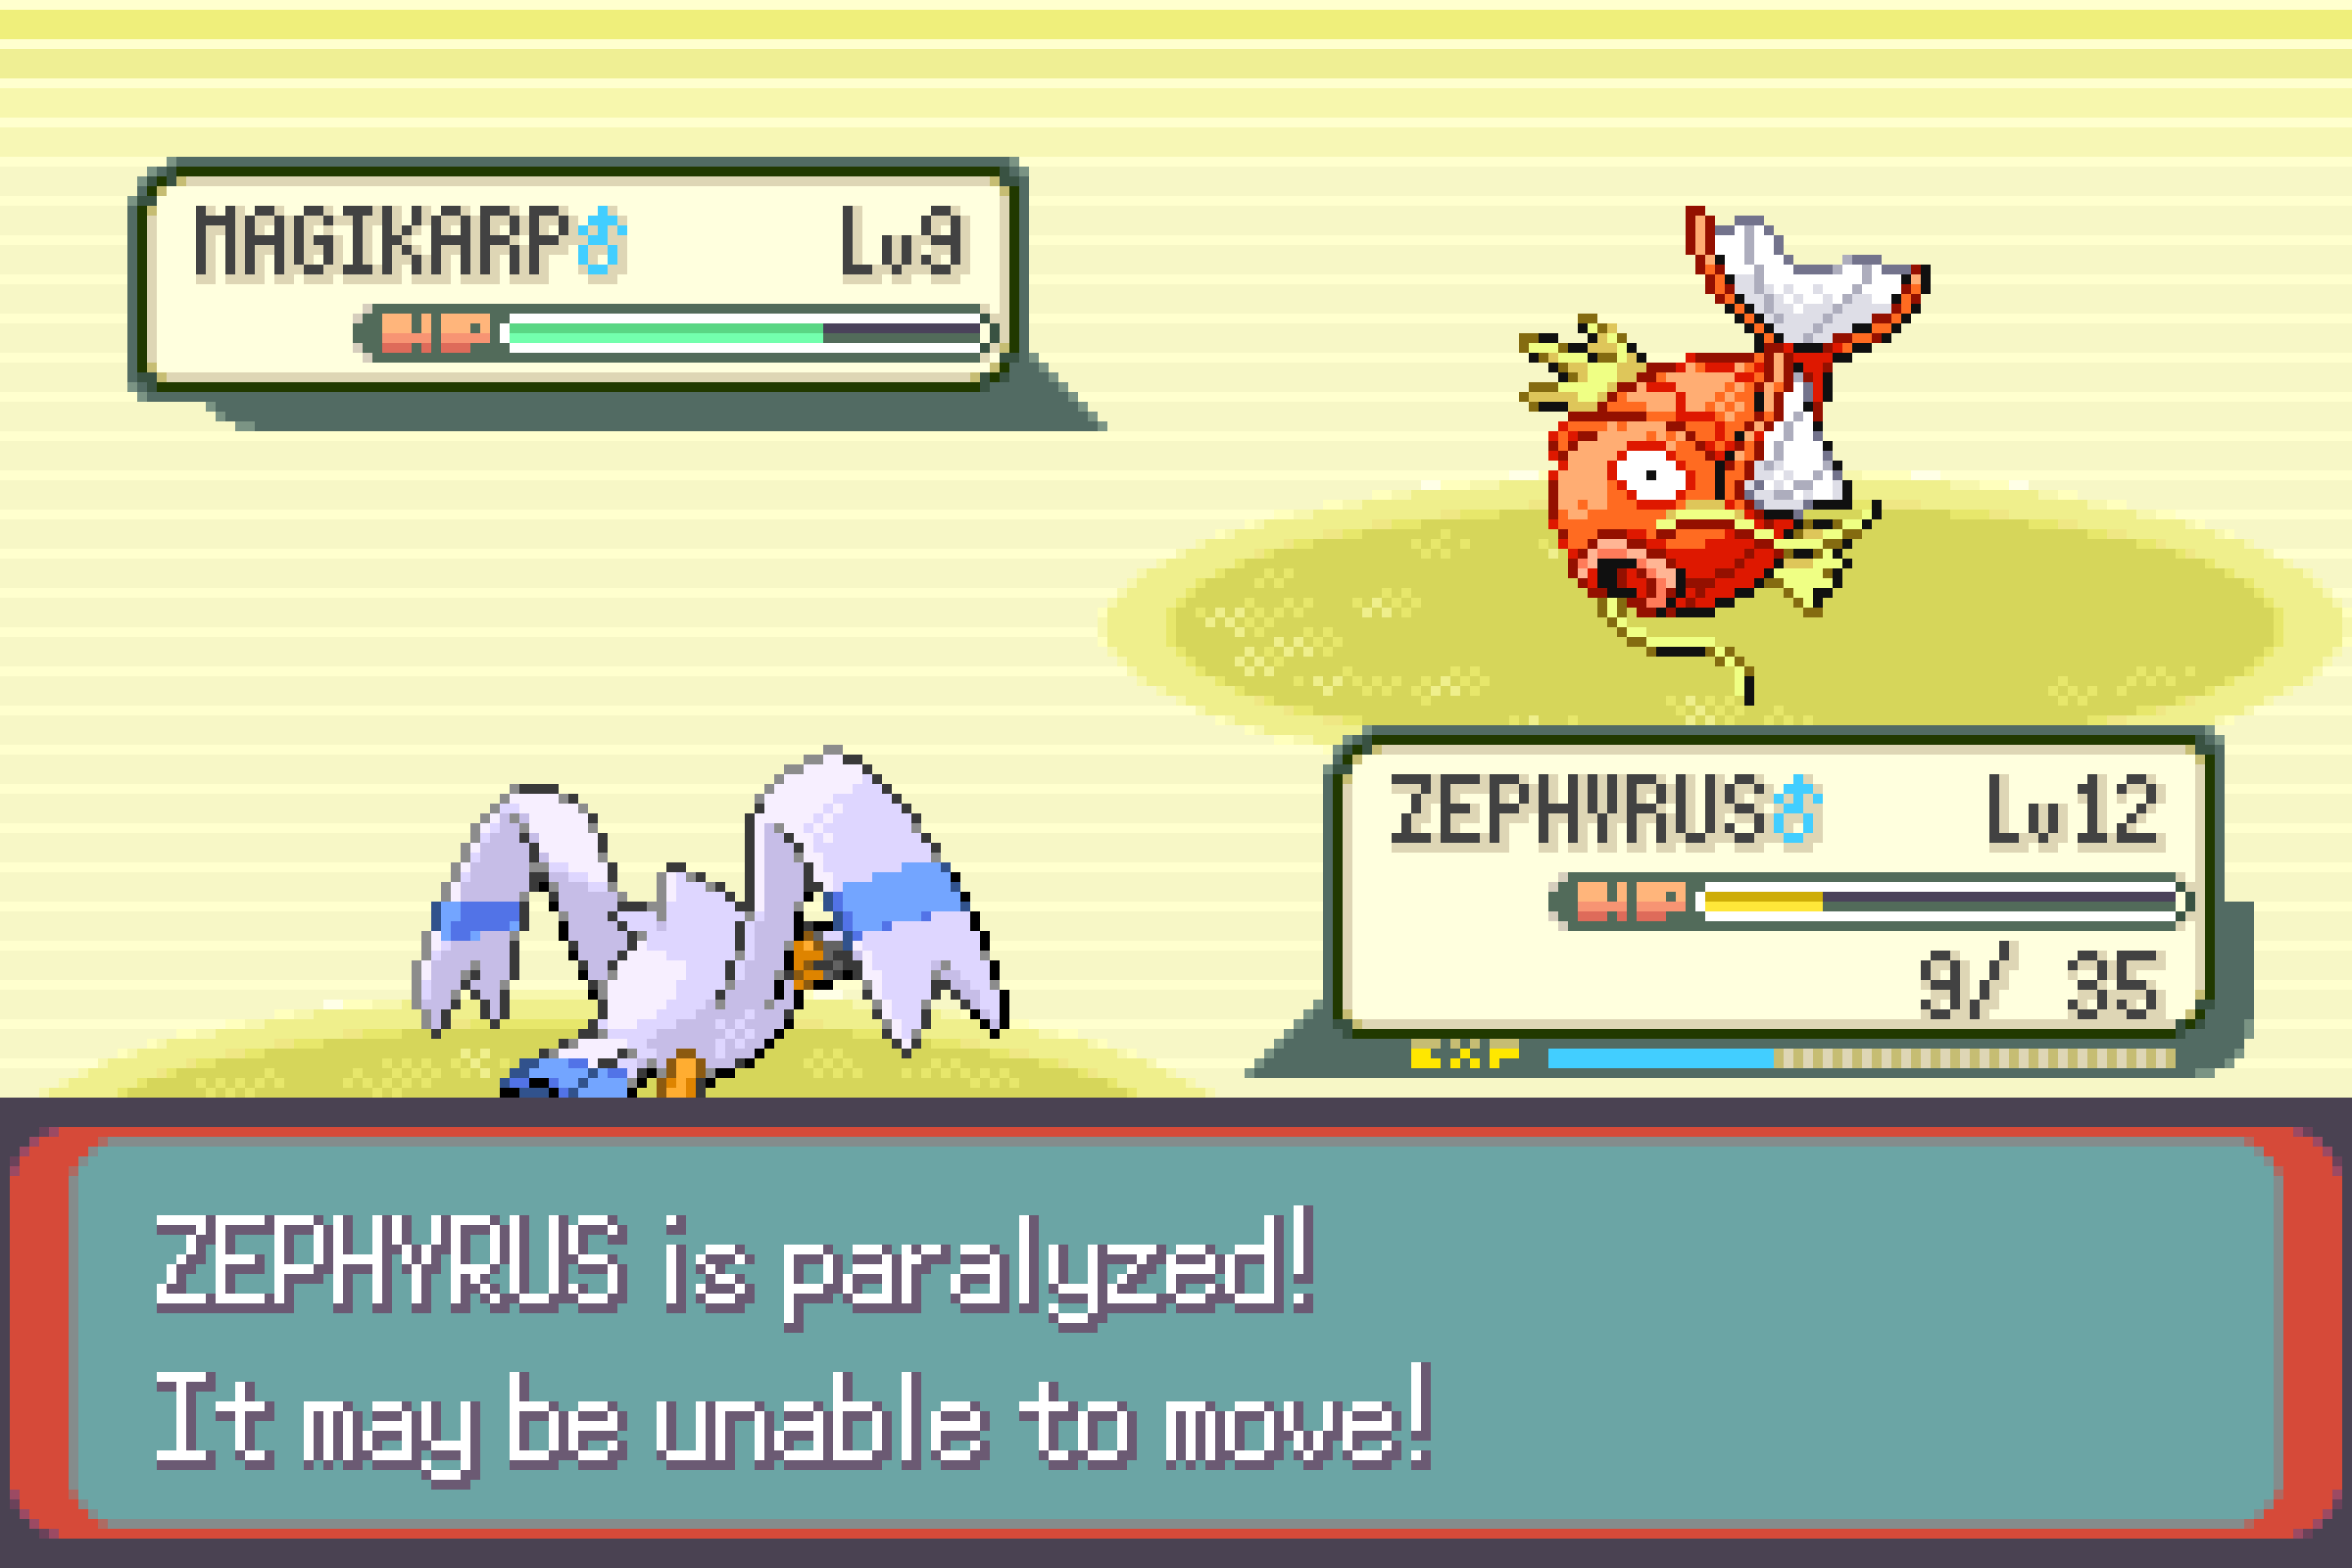 MAGIKARP♂ Lv9
HP
ZEPHYRUS♂ Lv12
HP
9/ 35
EXP
ZEPHYRUS is paralyzed!
It may be unable to move!